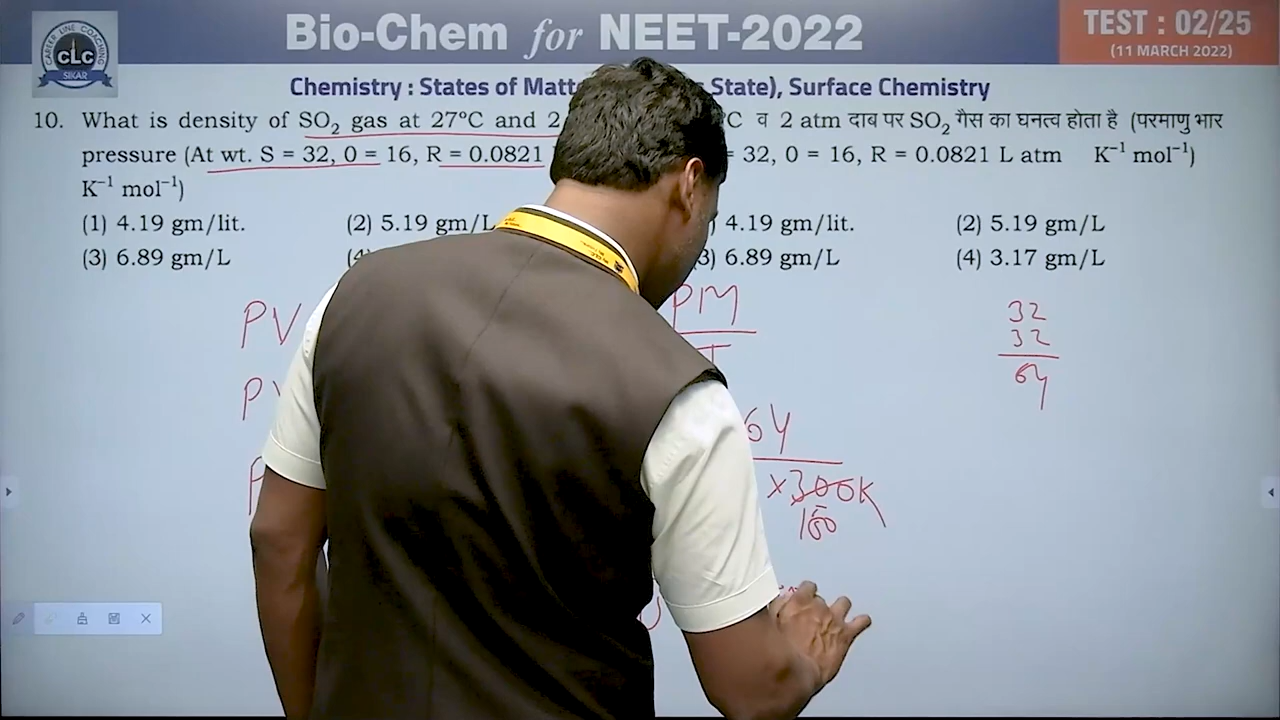 Bio-Chem for NEET-2022
TEST : 02/25
(11 MARCH 2022)
CAREER LINE COACHING
CLC
SIKAR
Chemistry : States of State), Surface Chemistry
10. What is density of SO₂ gas at 27°C and 2
pressure (At wt. S = 32, 0 = 16, R = 0.0821
K⁻¹ mol⁻¹)
(1) 4.19 gm/lit. (2) 5.19 gm/L
(3) 6.89 gm/L
व 2 atm दाब पर SO₂ गैस का घनत्व होता है (परमाणु भार
= 32, 0 = 16, R = 0.0821 L atm K⁻¹ mol⁻¹)
4.19 gm/lit. (2) 5.19 gm/L
3) 6.89 gm/L (4) 3.17 gm/L
PV
PM
32
32
64
64
×300K
150